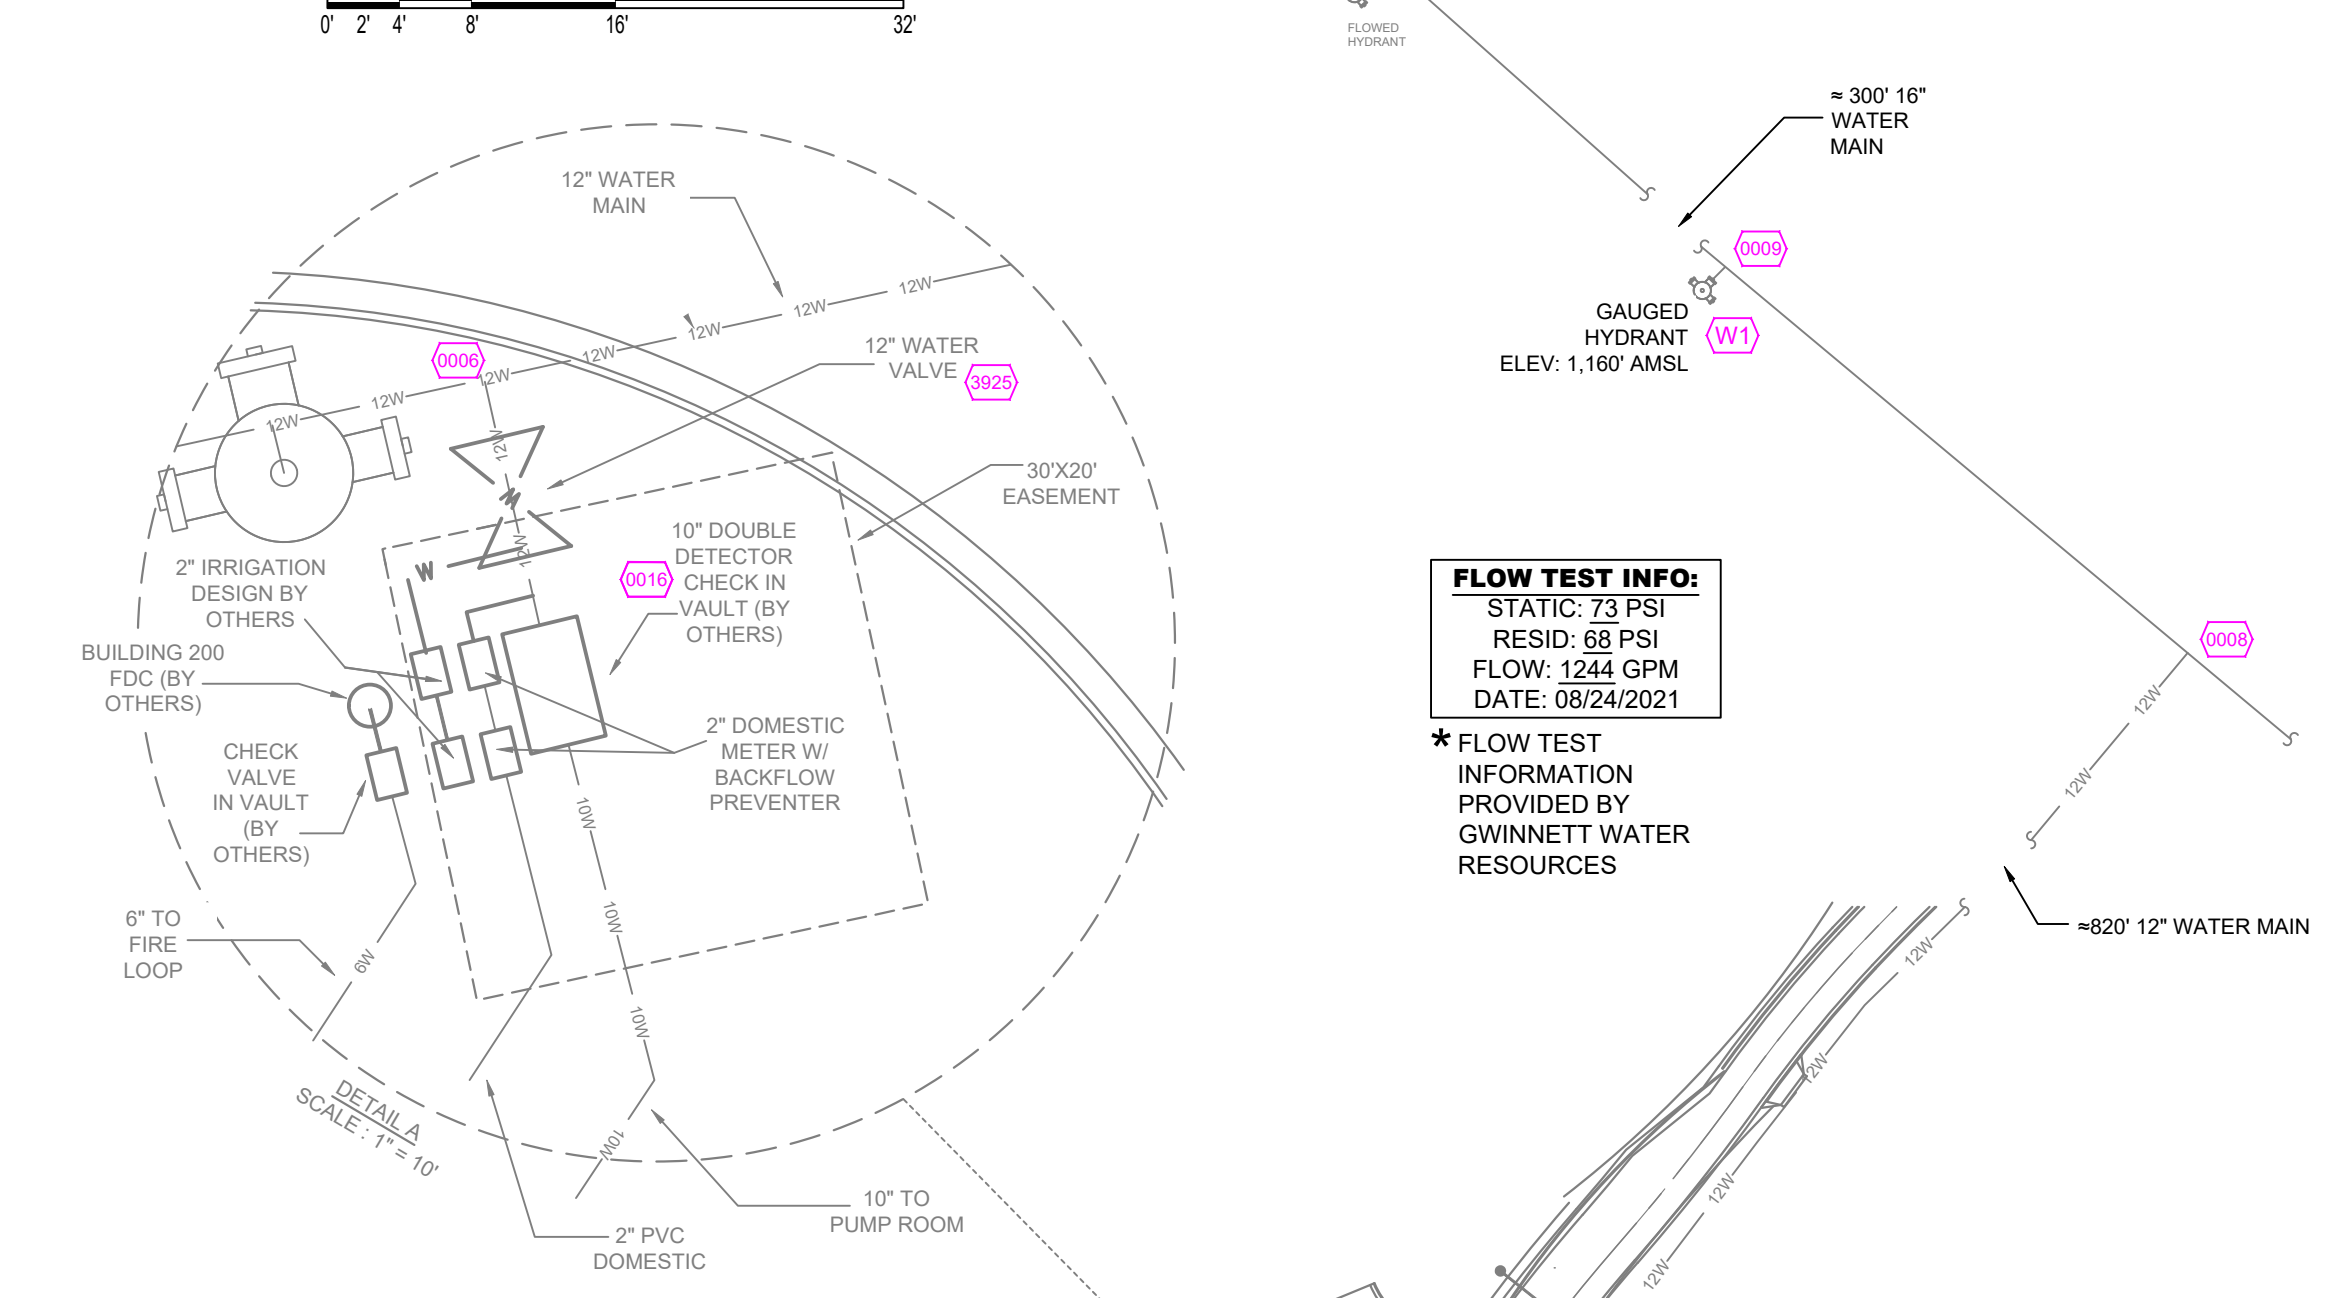 0' 2' 4' 8' 16' 32'
FLOWED
HYDRANT
≈ 300' 16"
WATER
MAIN
12" WATER
MAIN
12W
12W
12W
12W
12W
12W
12W
0006
12" WATER
VALVE
3925
12W
12W
30'X20'
EASEMENT
10" DOUBLE
DETECTOR
CHECK IN
VAULT (BY
OTHERS)
0016
2" IRRIGATION
DESIGN BY
OTHERS
BUILDING 200
FDC (BY
OTHERS)
CHECK
VALVE
IN VAULT
(BY
OTHERS)
2" DOMESTIC
METER W/
BACKFLOW
PREVENTER
6" TO
FIRE
LOOP
6W
10W
10W
10W
10W
DETAIL A
SCALE : 1" = 10'
10" TO
PUMP ROOM
2" PVC
DOMESTIC
0009
GAUGED
HYDRANT
ELEV: 1,160' AMSL
W1
FLOW TEST INFO:
STATIC: 73 PSI
RESID: 68 PSI
FLOW: 1244 GPM
DATE: 08/24/2021
* FLOW TEST
INFORMATION
PROVIDED BY
GWINNETT WATER
RESOURCES
0008
12W
12W
≈820' 12" WATER MAIN
12W
12W
12W
12W